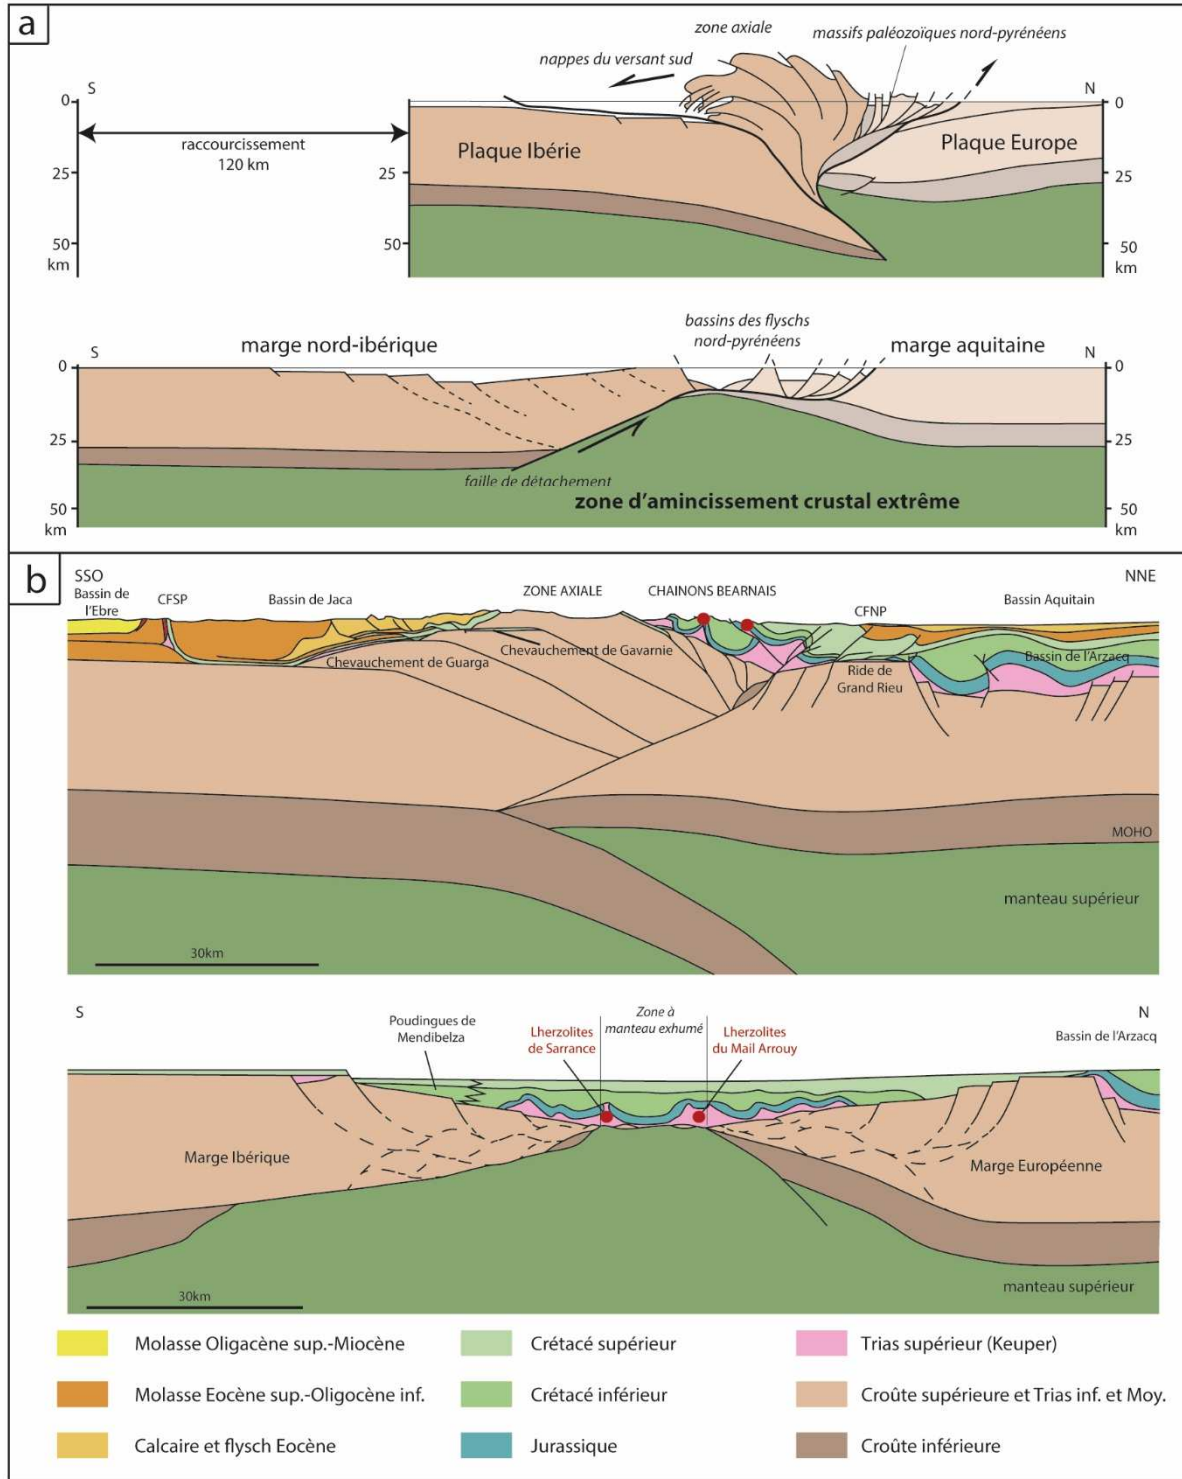 a
zone axiale
massifs paléozoïques nord-pyrénéens
nappes du versant sud
S
N
0
0
raccourcissement
120 km
Plaque Ibérie
Plaque Europe
25
25
25
50
50
50
km
km
bassins des flyschs
nord-pyrénéens
marge nord-ibérique
marge aquitaine
S
N
0
0
25
25
faille de détachement
zone d'amincissement crustal extrême
50
50
km
km
b
SSO
NNE
Bassin de
l'Ebre
CFSP
Bassin de Jaca
ZONE AXIALE
CHAINONS BEARNAIS
CFNP
Bassin Aquitain
Chevauchement de Guarga
Chevauchement de Gavarnie
Ride de
Grand Rieu
Bassin de l'Arzacq
MOHO
manteau supérieur
30km
S
N
Poudingues de
Mendibelza
Zone à
manteau exhumé
Lherzolites
de Sarrance
Lherzolites
du Mail Arrouy
Bassin de l'Arzacq
Marge Ibérique
Marge Européenne
manteau supérieur
30km
Molasse Oligacène sup.-Miocène
Crétacé supérieur
Trias supérieur (Keuper)
Molasse Eocène sup.-Oligocène inf.
Crétacé inférieur
Croûte supérieure et Trias inf. et Moy.
Calcaire et flysch Eocène
Jurassique
Croûte inférieure